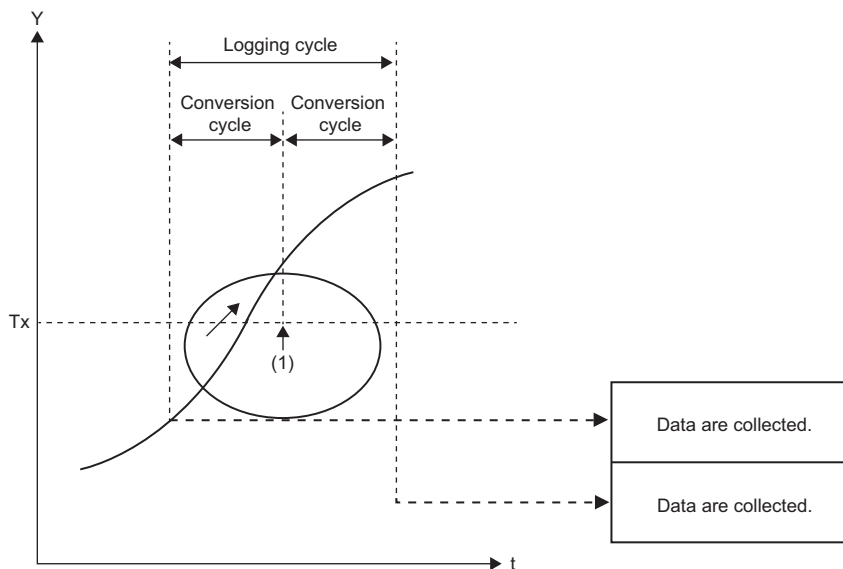 Y
Logging cycle
Conversion
cycle
Conversion
cycle
Tx
(1)
Data are collected.
Data are collected.
t